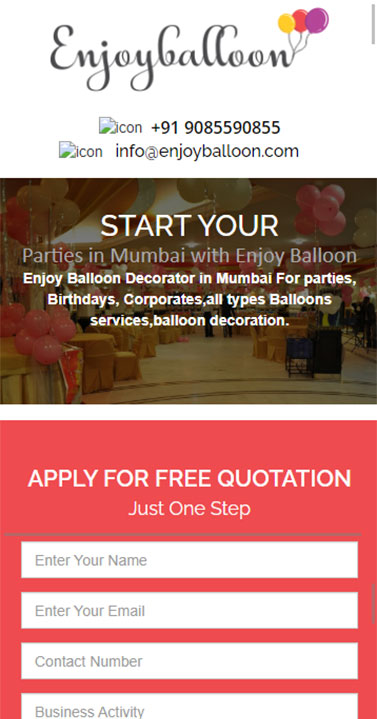 Enjoyballoon
icon +91 9085590855
icon info@enjoyballoon.com
START YOUR
Parties in Mumbai with Enjoy Balloon
Enjoy Balloon Decorator in Mumbai For parties,
Birthdays, Corporates,all types Balloons
services,balloon decoration.
APPLY FOR FREE QUOTATION
Just One Step
Enter Your Name
Enter Your Email
Contact Number
Business Activity